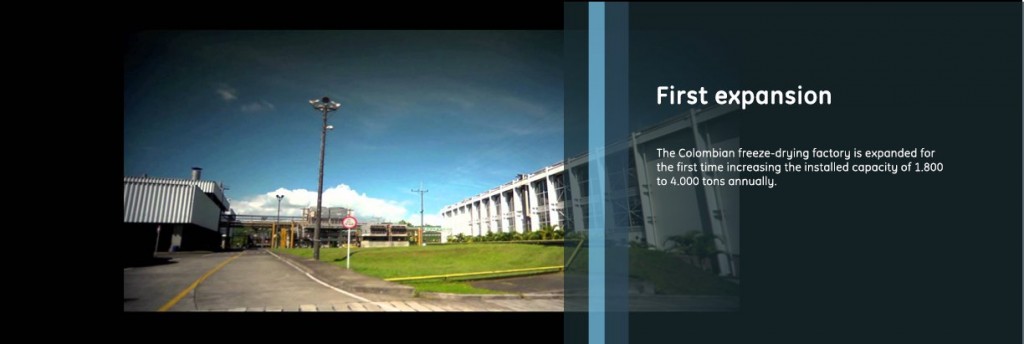 First expansion
The Colombian freeze-drying factory is expanded for
the first time increasing the installed capacity of 1.800
to 4.000 tons annually.